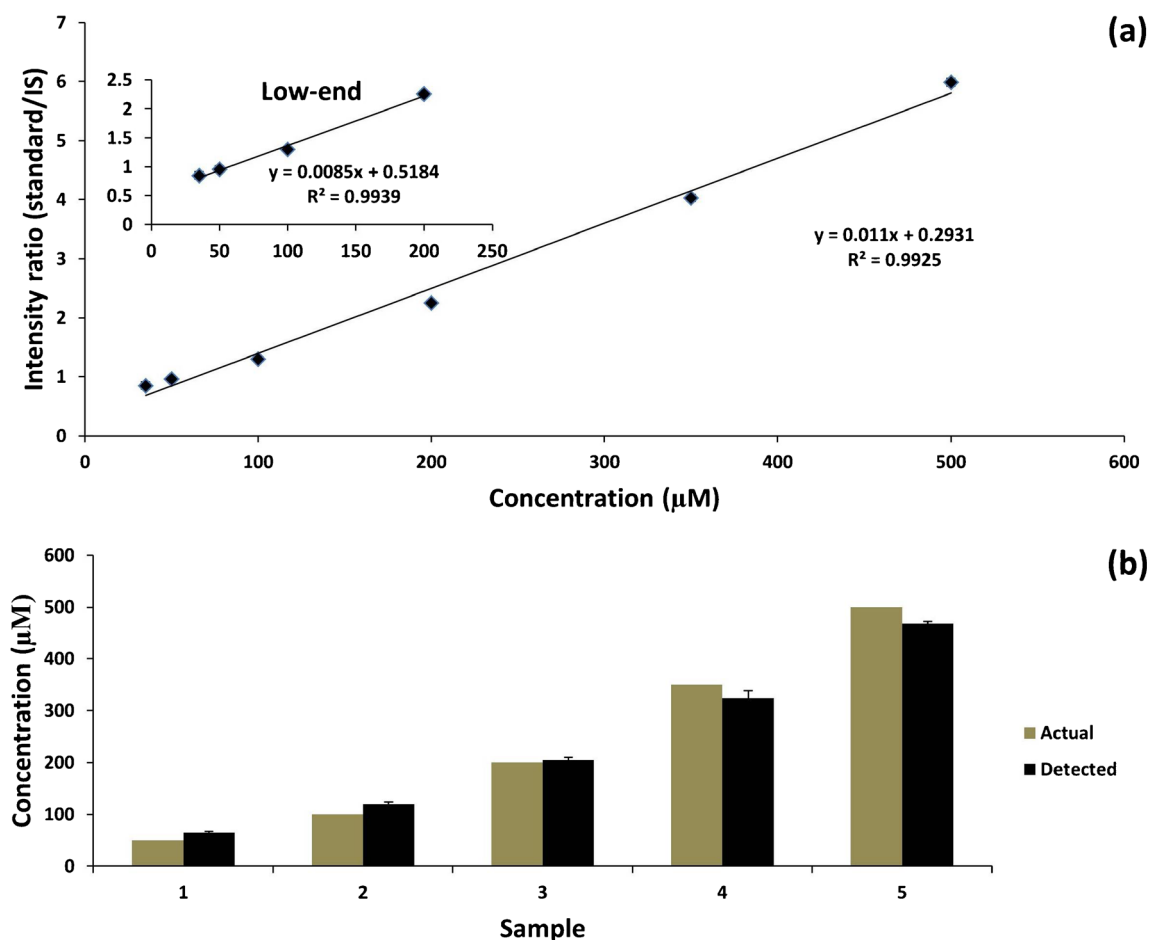 (a)
7
6
5
4
3
2
1
0
Intensity ratio (standard/IS)
Low-end
2.5
2
1.5
1
0.5
0
y = 0.0085x + 0.5184
R² = 0.9939
0 50 100 150 200 250
y = 0.011x + 0.2931
R² = 0.9925
0 100 200 300 400 500 600
Concentration (μM)
(b)
600
500
400
300
200
100
0
Concentration (μM)
Actual
Detected
1 2 3 4 5
Sample